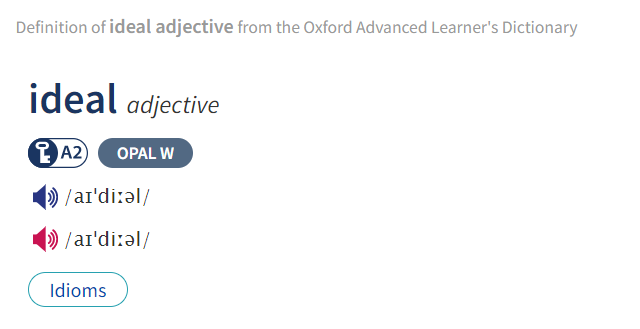 Definition of ideal adjective from the Oxford Advanced Learner's Dictionary
ideal adjective
A2 OPAL W
/aɪˈdiːəl/
/aɪˈdiːəl/
Idioms